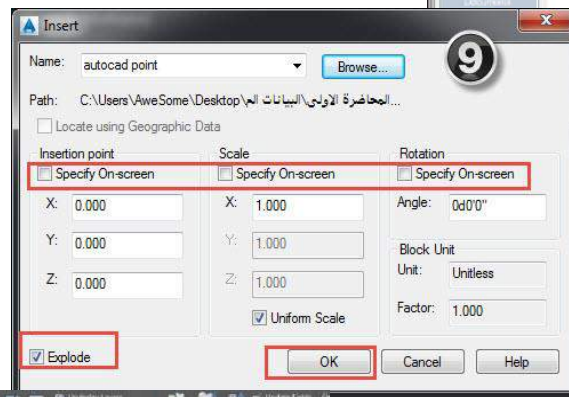 Documents
Insert
9
Name: autocad point Browse...
Path: C:\Users\AweSome\Desktop\المحاضرة الاولى\البيانات الم...
Locate using Geographic Data
Insertion point Scale Rotation
Specify On-screen Specify On-screen Specify On-screen
X: 0.000 X: 1.000 Angle: 0d0'0"
Y: 0.000 Y: 1.000 Block Unit
Z: 0.000 Z: 1.000 Unit: Unitless
Uniform Scale Factor: 1.000
Explode OK Cancel Help